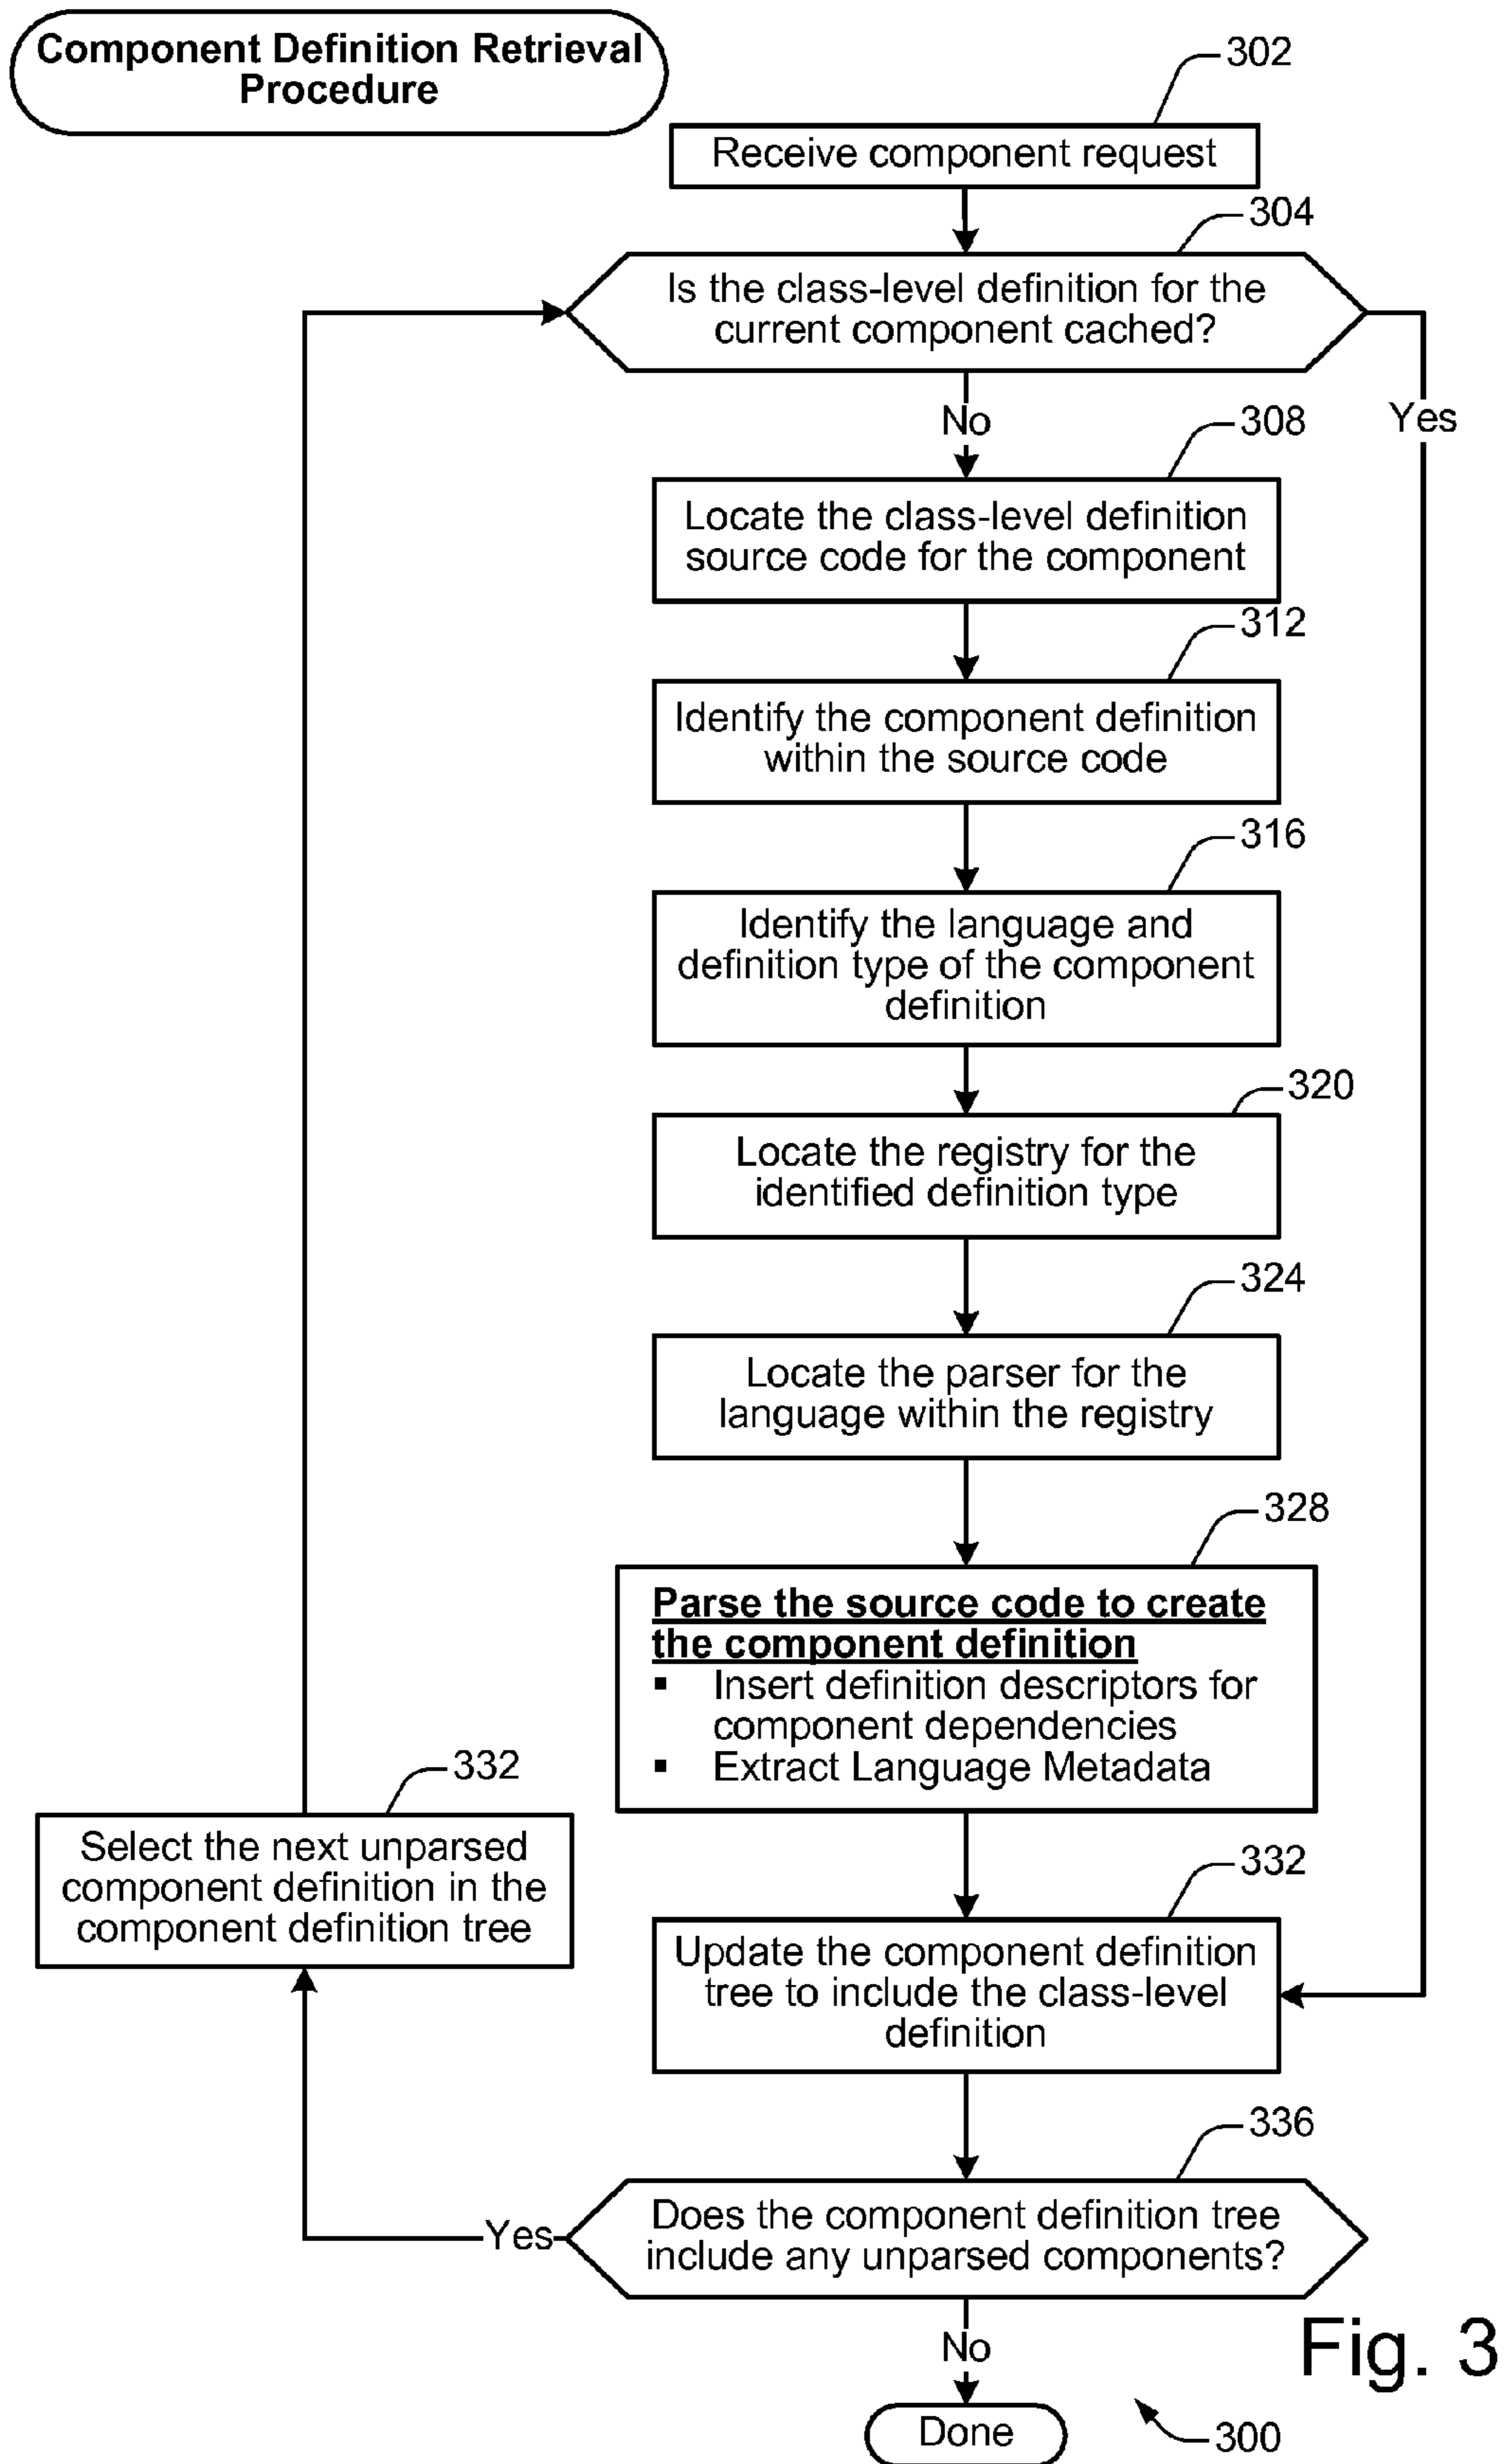 Component Definition Retrieval
Procedure
302
Receive component request
304
Is the class-level definition for the
current component cached?
No
Yes
308
Locate the class-level definition
source code for the component
312
Identify the component definition
within the source code
316
Identify the language and
definition type of the component
definition
320
Locate the registry for the
identified definition type
324
Locate the parser for the
language within the registry
328
Parse the source code to create
the component definition
▪ Insert definition descriptors for
component dependencies
▪ Extract Language Metadata
332
Select the next unparsed
component definition in the
component definition tree
332
Update the component definition
tree to include the class-level
definition
336
Does the component definition tree
include any unparsed components?
Yes
No
Done
Fig. 3
300